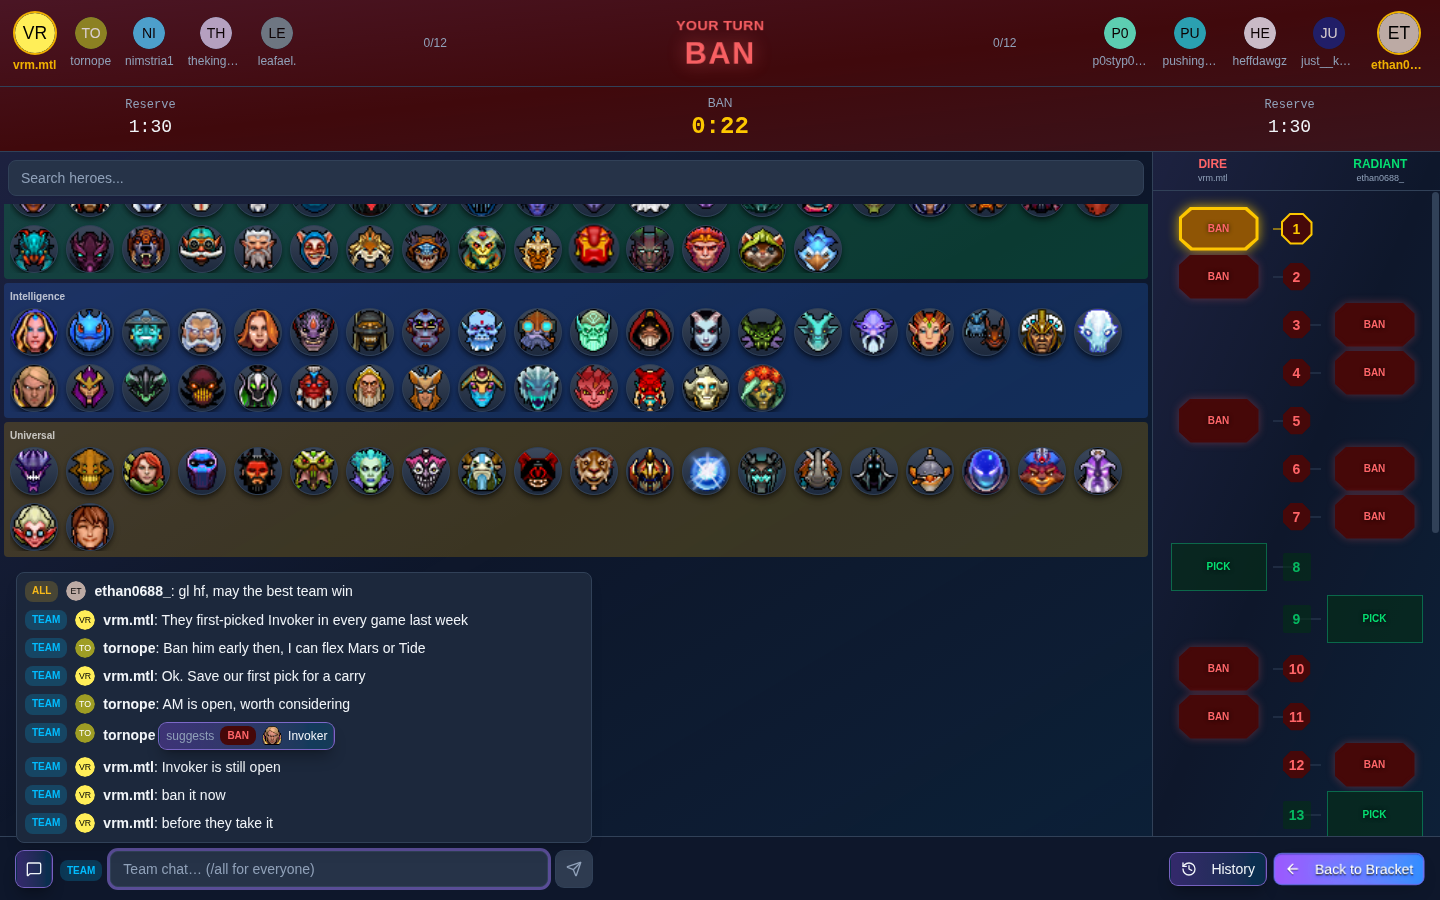 VR TO NI TH LE
vrm.mtl tornope nimstria1 theking… leafael.
0/12
YOUR TURN
BAN
0/12
P0 PU HE JU ET
p0styp0… pushing… heffdawgz just__k… ethan0…
Reserve
1:30
BAN
0:22
Reserve
1:30
Search heroes...
DIRE
vrm.mtl
RADIANT
ethan0688_
BAN 1
BAN 2
3 BAN
4 BAN
BAN 5
6 BAN
7 BAN
PICK 8
9 PICK
BAN 10
BAN 11
12 BAN
13 PICK
Intelligence
Universal
ALL ET ethan0688_: gl hf, may the best team win
TEAM VR vrm.mtl: They first-picked Invoker in every game last week
TEAM TO tornope: Ban him early then, I can flex Mars or Tide
TEAM VR vrm.mtl: Ok. Save our first pick for a carry
TEAM TO tornope: AM is open, worth considering
TEAM TO tornope suggests BAN Invoker
TEAM VR vrm.mtl: Invoker is still open
TEAM VR vrm.mtl: ban it now
TEAM VR vrm.mtl: before they take it
TEAM Team chat… (/all for everyone)
History
Back to Bracket